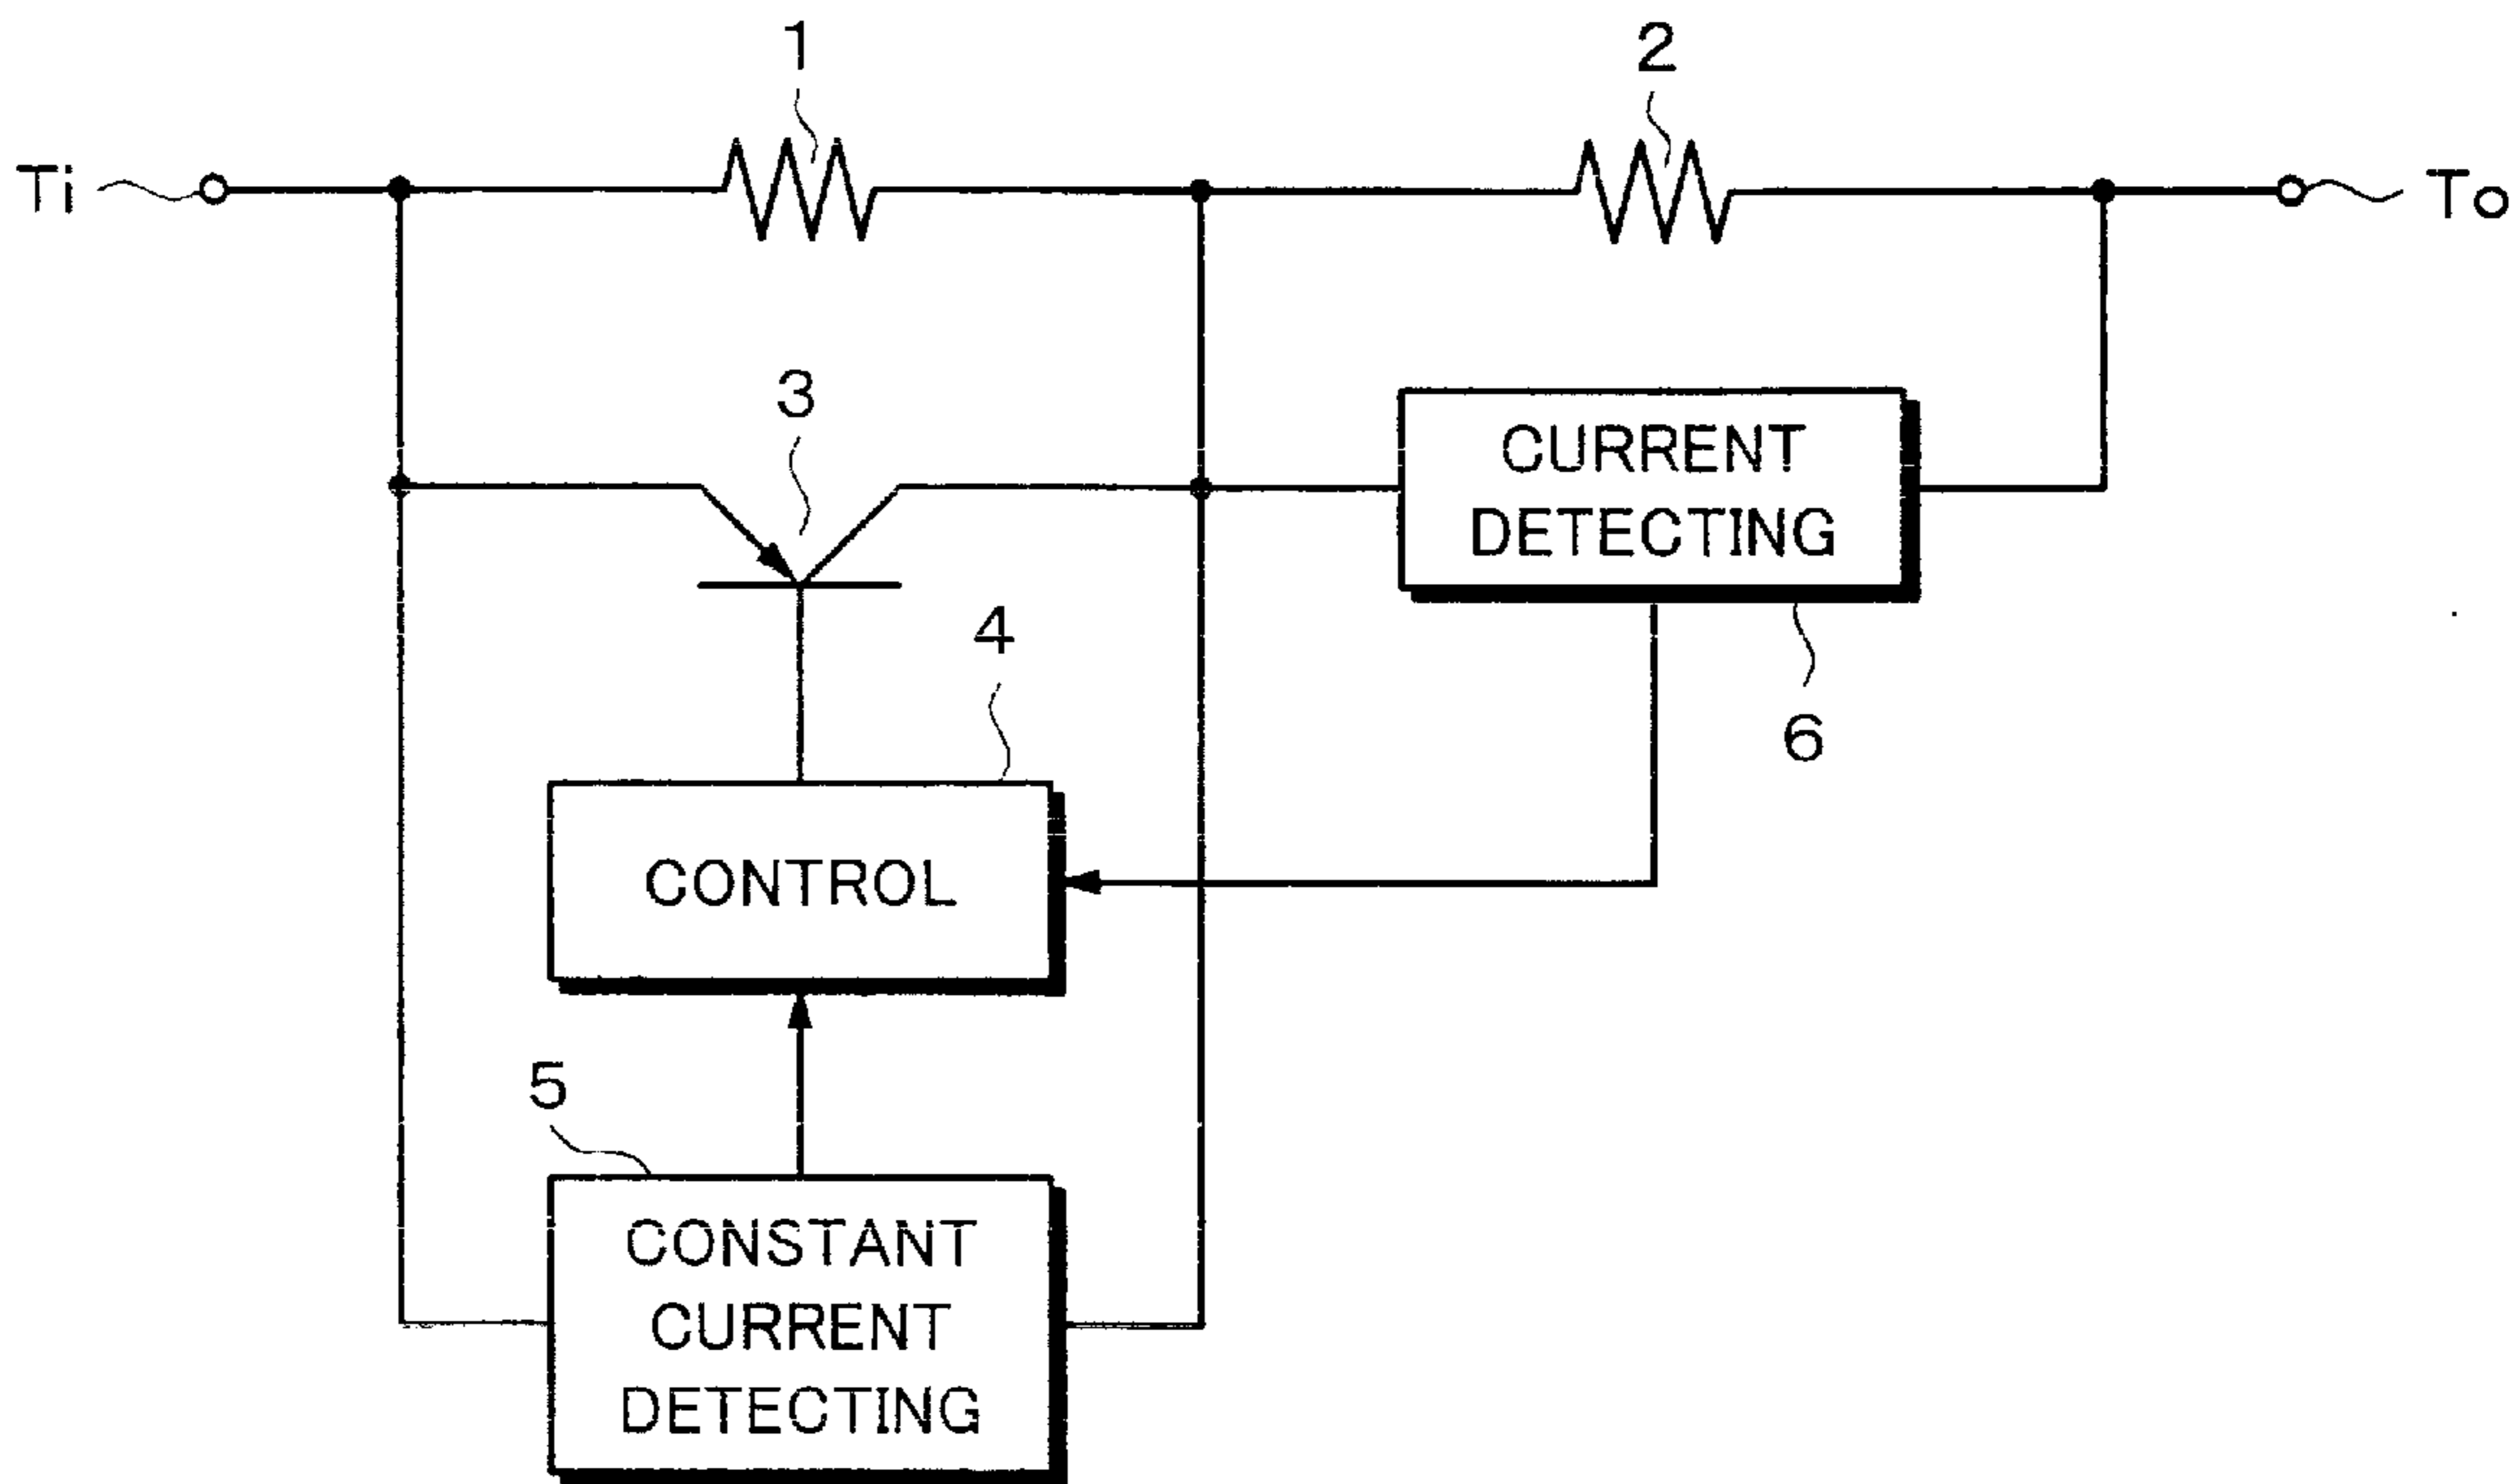 1
2
Ti
To
3
CURRENT
DETECTING
4
6
CONTROL
5
CONSTANT
CURRENT
DETECTING